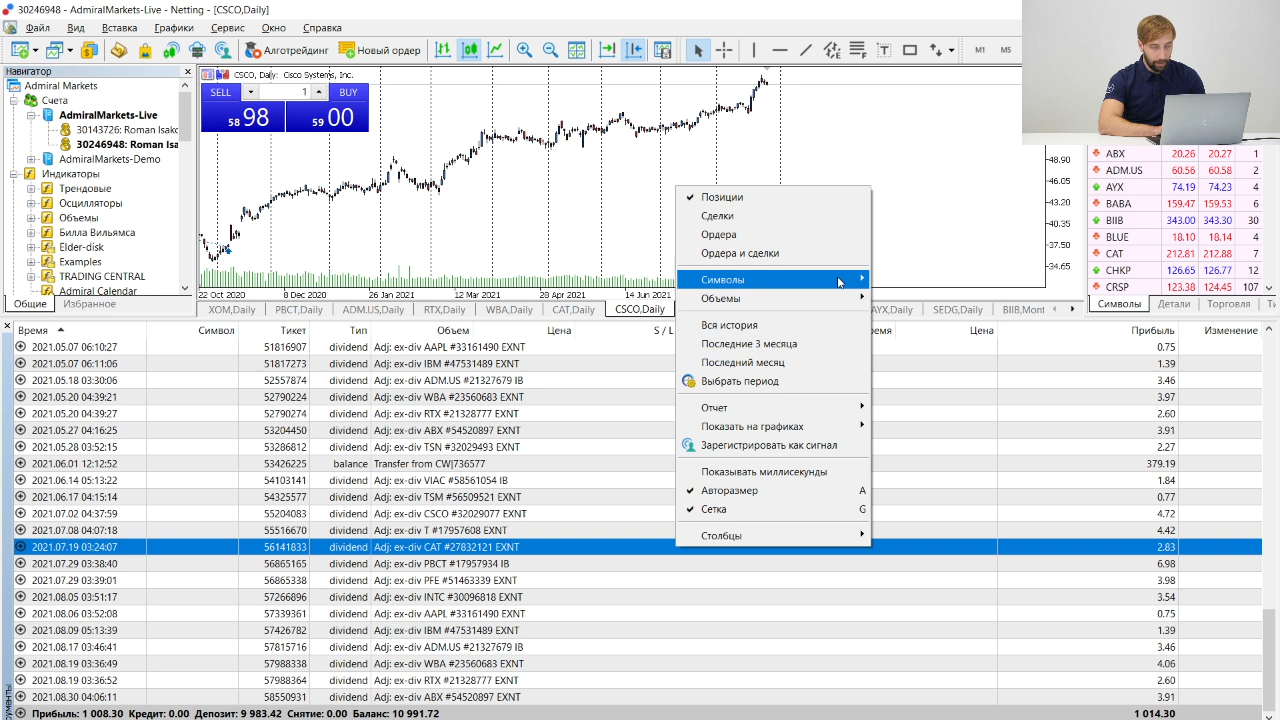 30246948 - AdmiralMarkets-Live - Netting - [CSCO,Daily]
Файл Вид Вставка Графики Сервис Окно Справка
Алготрейдинг Новый ордер M1 M5
Навигатор
Admiral Markets
Счета
AdmiralMarkets-Live
30143726: Roman Isako
30246948: Roman Isa
AdmiralMarkets-Demo
Индикаторы
Трендовые
Осцилляторы
Объемы
Билла Вильямса
Elder-disk
Examples
TRADING CENTRAL
Admiral Calendar
Общие Избранное
CSCO, Daily: Cisco Systems, Inc.
SELL 1 BUY
58 98 59 00
48.90
46.05
43.20
40.35
37.50
34.65
22 Oct 2020 8 Dec 2020 26 Jan 2021 12 Mar 2021 28 Apr 2021 14 Jun 2021
XOM,Daily PBCT,Daily ADM.US,Daily RTX,Daily WBA,Daily CAT,Daily CSCO,Daily AYX,Daily SEDG,Daily BIIB,Mont
ABX 20.26 20.27 1
ADM.US 60.56 60.58 2
AYX 74.19 74.23 4
BABA 159.47 159.53 6
BIIB 343.00 343.30 30
BLUE 18.10 18.14 4
CAT 212.81 212.88 7
CHKP 126.65 126.77 12
CRSP 123.38 124.45 107
Символы Детали Торговля Ти
Позиции
Сделки
Ордера
Ордера и сделки
Символы
Объемы
Вся история
Последние 3 месяца
Последний месяц
Выбрать период
Отчет
Показать на графиках
Зарегистрировать как сигнал
Показывать миллисекунды
Авторазмер A
Сетка G
Столбцы
Время Символ Тикет Тип Объем Цена S / L ремя Цена Прибыль Изменение
2021.05.07 06:10:27 51816907 dividend Adj: ex-div AAPL #33161490 EXNT 0.75
2021.05.07 06:11:06 51817273 dividend Adj: ex-div IBM #47531489 EXNT 1.39
2021.05.18 03:30:06 52557874 dividend Adj: ex-div ADM.US #21327679 IB 3.46
2021.05.20 04:39:21 52790224 dividend Adj: ex-div WBA #23560683 EXNT 3.97
2021.05.20 04:39:27 52790274 dividend Adj: ex-div RTX #21328777 EXNT 2.60
2021.05.27 04:16:25 53204450 dividend Adj: ex-div ABX #54520897 EXNT 3.91
2021.05.28 03:52:15 53286812 dividend Adj: ex-div TSN #32029493 EXNT 2.27
2021.06.01 12:12:52 53426225 balance Transfer from CW|736577 379.19
2021.06.14 05:13:22 54103141 dividend Adj: ex-div VIAC #58561054 IB 1.84
2021.06.17 04:15:14 54325577 dividend Adj: ex-div TSM #56509521 EXNT 0.77
2021.07.02 04:37:59 55204083 dividend Adj: ex-div CSCO #32029077 EXNT 4.72
2021.07.08 04:07:18 55516670 dividend Adj: ex-div T #17957608 EXNT 4.42
2021.07.19 03:24:07 56141833 dividend Adj: ex-div CAT #27832121 EXNT 2.83
2021.07.29 03:38:40 56865165 dividend Adj: ex-div PBCT #17957934 IB 6.98
2021.07.29 03:39:01 56865338 dividend Adj: ex-div PFE #51463339 EXNT 3.98
2021.08.05 03:51:17 57266896 dividend Adj: ex-div INTC #30096818 EXNT 3.54
2021.08.06 03:52:08 57339361 dividend Adj: ex-div AAPL #33161490 EXNT 0.75
2021.08.09 05:13:39 57426782 dividend Adj: ex-div IBM #47531489 EXNT 1.39
2021.08.17 03:46:41 57815716 dividend Adj: ex-div ADM.US #21327679 IB 3.46
2021.08.19 03:36:49 57988338 dividend Adj: ex-div WBA #23560683 EXNT 4.06
2021.08.19 03:36:52 57988364 dividend Adj: ex-div RTX #21328777 EXNT 2.60
2021.08.30 04:06:11 58550931 dividend Adj: ex-div ABX #54520897 EXNT 3.91
Прибыль: 1 008.30 Кредит: 0.00 Депозит: 9 983.42 Снятие: 0.00 Баланс: 10 991.72 1 014.30